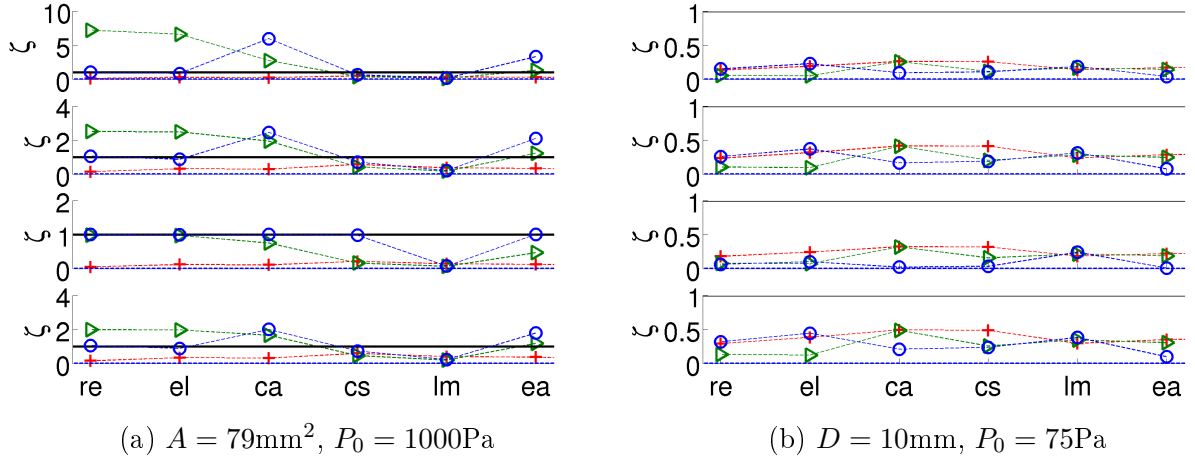 10
5
0
ζ
4
2
0
ζ
2
1
0
ζ
4
2
0
ζ
re el ca cs lm ea
(a) A = 79mm², P₀ = 1000Pa
1
0.5
0
ζ
1
0.5
0
ζ
1
0.5
0
ζ
1
0.5
0
ζ
re el ca cs lm ea
(b) D = 10mm, P₀ = 75Pa